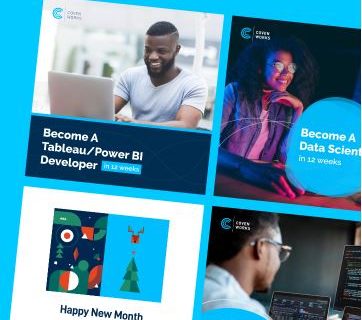 COVEN
WORKS
Become A
Tableau/Power BI
Developer in 12 weeks
COVEN
WORKS
Become A
Data Scient
in 12 weeks
Happy New Month
COVEN
WORKS